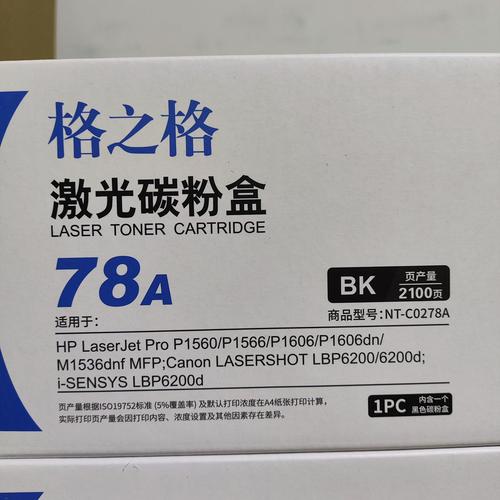 格之格
激光碳粉盒
LASER TONER CARTRIDGE
78A
BK 页产量 2100页
商品型号: NT-C0278A
适用于:
HP LaserJet Pro P1560/P1566/P1606/P1606dn/
M1536dnf MFP;Canon LASERSHOT LBP6200/6200d;
i-SENSYS LBP6200d
页产量根据ISO19752标准 (5%覆盖率) 及默认打印浓度在A4纸张打印计算，
实际打印页产量会因打印内容、浓度设置及其他因素存在差异。
1PC 内含一个 黑色碳粉盒